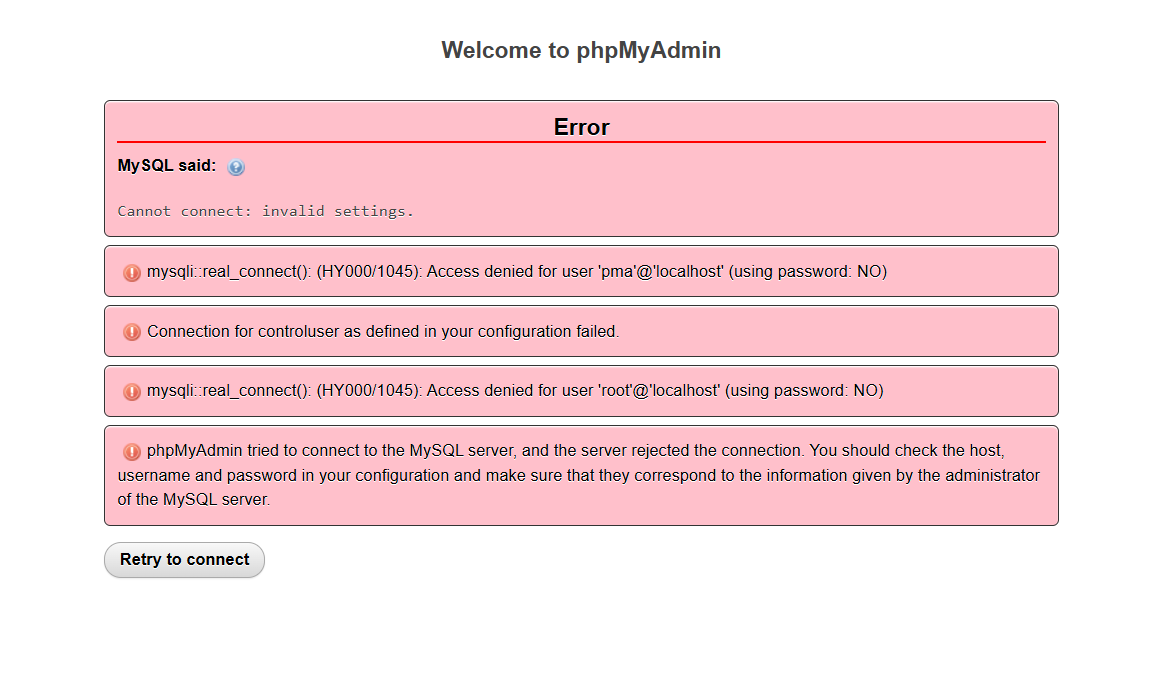 Welcome to phpMyAdmin
Error
MySQL said:
Cannot connect: invalid settings.
mysqli::real_connect(): (HY000/1045): Access denied for user 'pma'@'localhost' (using password: NO)
Connection for controluser as defined in your configuration failed.
mysqli::real_connect(): (HY000/1045): Access denied for user 'root'@'localhost' (using password: NO)
phpMyAdmin tried to connect to the MySQL server, and the server rejected the connection. You should check the host,
username and password in your configuration and make sure that they correspond to the information given by the administrator
of the MySQL server.
Retry to connect